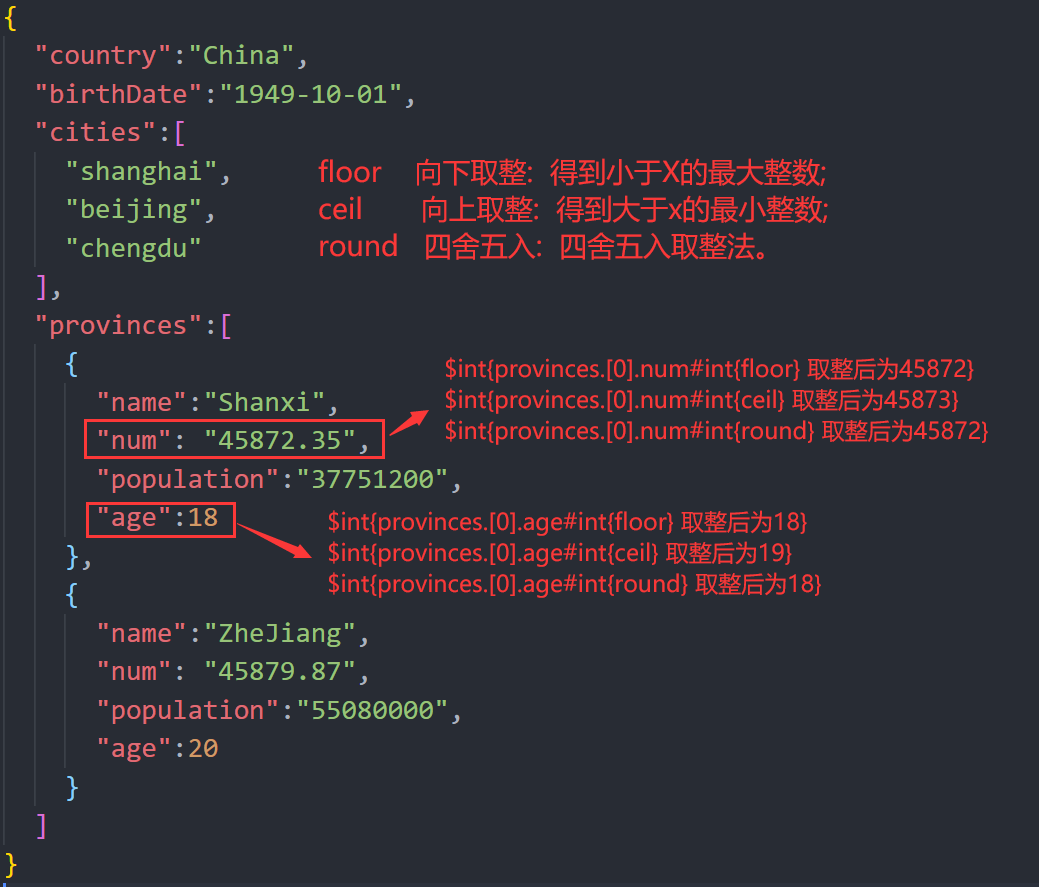 {
"country":"China",
"birthDate":"1949-10-01",
"cities":[
"shanghai",
floor 向下取整: 得到小于X的最大整数;
"beijing",
ceil 向上取整: 得到大于x的最小整数;
"chengdu"
round 四舍五入: 四舍五入取整法。
],
"provinces":[
{
$int{provinces.[0].num#int{floor} 取整后为45872}
"name":"Shanxi",
$int{provinces.[0].num#int{ceil} 取整后为45873}
"num": "45872.35",
$int{provinces.[0].num#int{round} 取整后为45872}
"population":"37751200",
"age":18
$int{provinces.[0].age#int{floor} 取整后为18}
},
$int{provinces.[0].age#int{ceil} 取整后为19}
{
$int{provinces.[0].age#int{round} 取整后为18}
"name":"ZheJiang",
"num": "45879.87",
"population":"55080000",
"age":20
}
]
}